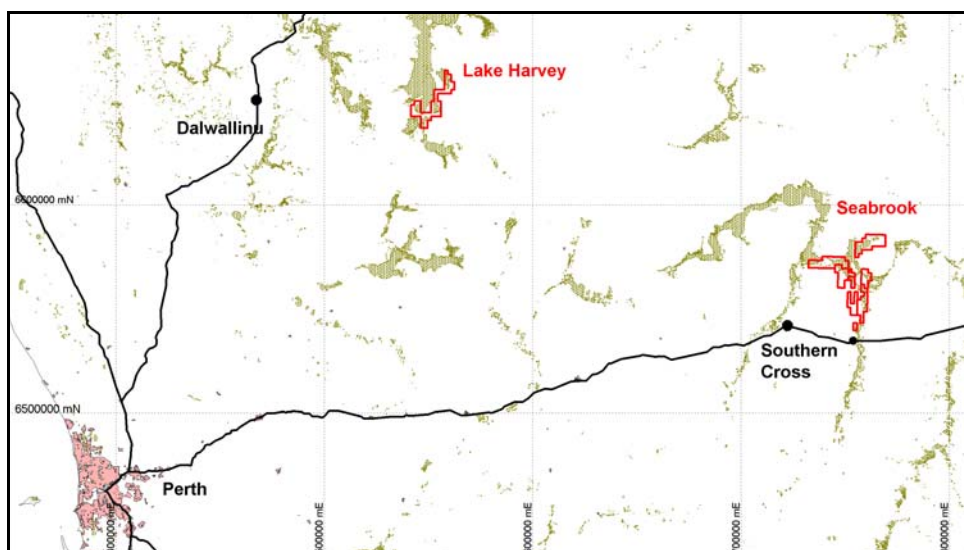 Lake Harvey
Dalwallinu
6600000 mN
Seabrook
Southern
Cross
6500000 mN
Perth